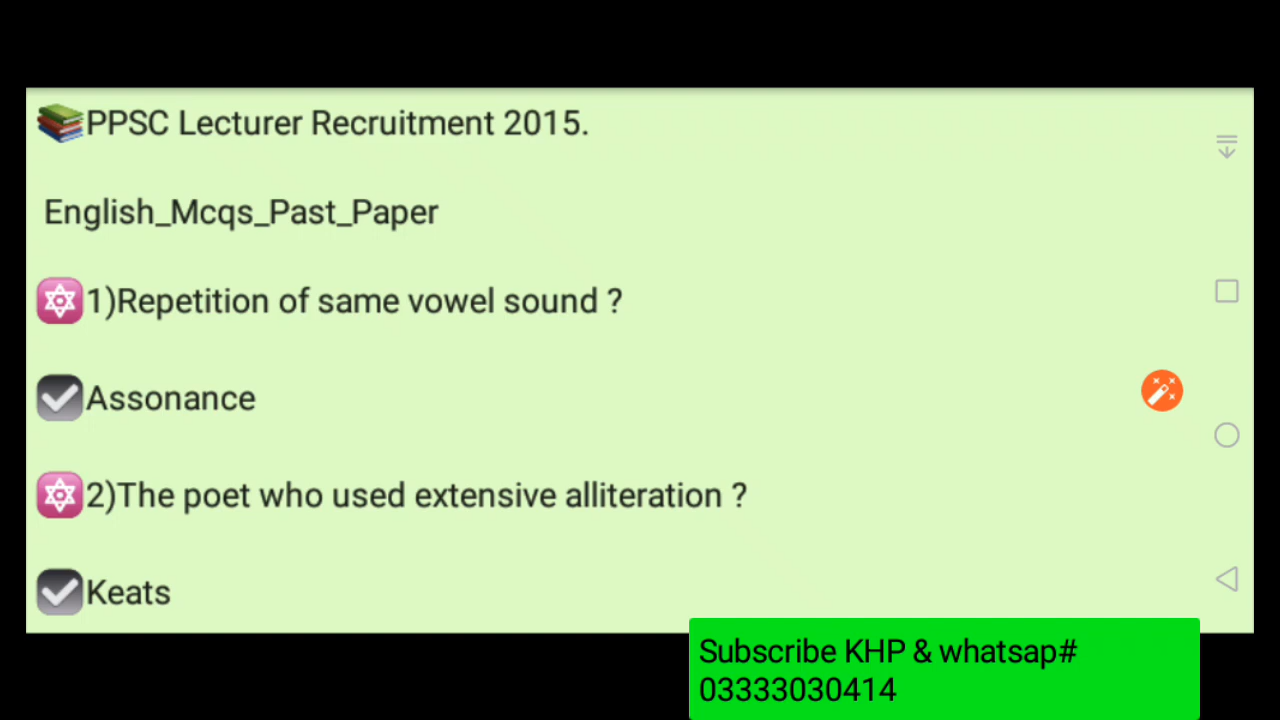 📚PPSC Lecturer Recruitment 2015.
English_Mcqs_Past_Paper
🔯1)Repetition of same vowel sound ?
☑Assonance
🔯2)The poet who used extensive alliteration ?
☑Keats
Subscribe KHP & whatsap#
03333030414